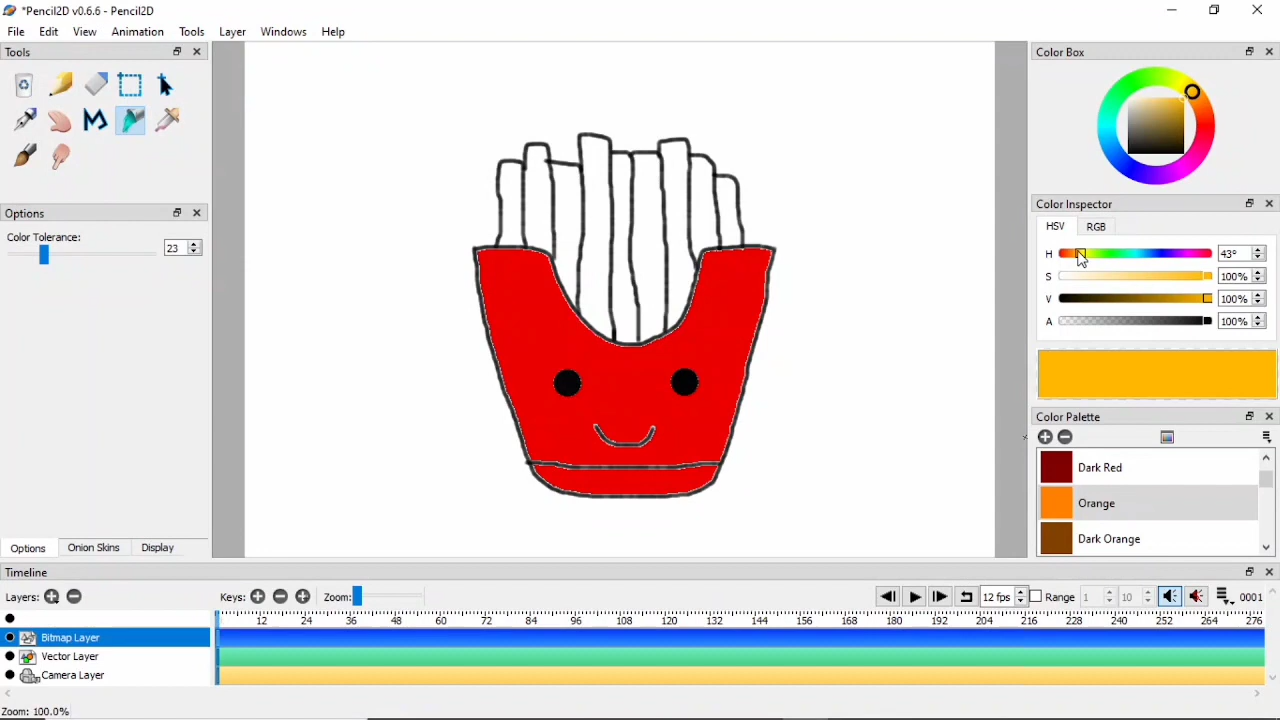 *Pencil2D v0.6.6 - Pencil2D
File Edit View Animation Tools Layer Windows Help
Tools
Color Box
Options
Color Tolerance:
23
Color Inspector
HSV RGB
H 43°
S 100%
V 100%
A 100%
Color Palette
Dark Red
Orange
Dark Orange
Options Onion Skins Display
Timeline
Layers: Keys: Zoom: 12 fps Range 1 10 0001
12 24 36 48 60 72 84 96 108 120 132 144 156 168 180 192 204 216 228 240 252 264 276
Bitmap Layer
Vector Layer
Camera Layer
Zoom: 100.0%